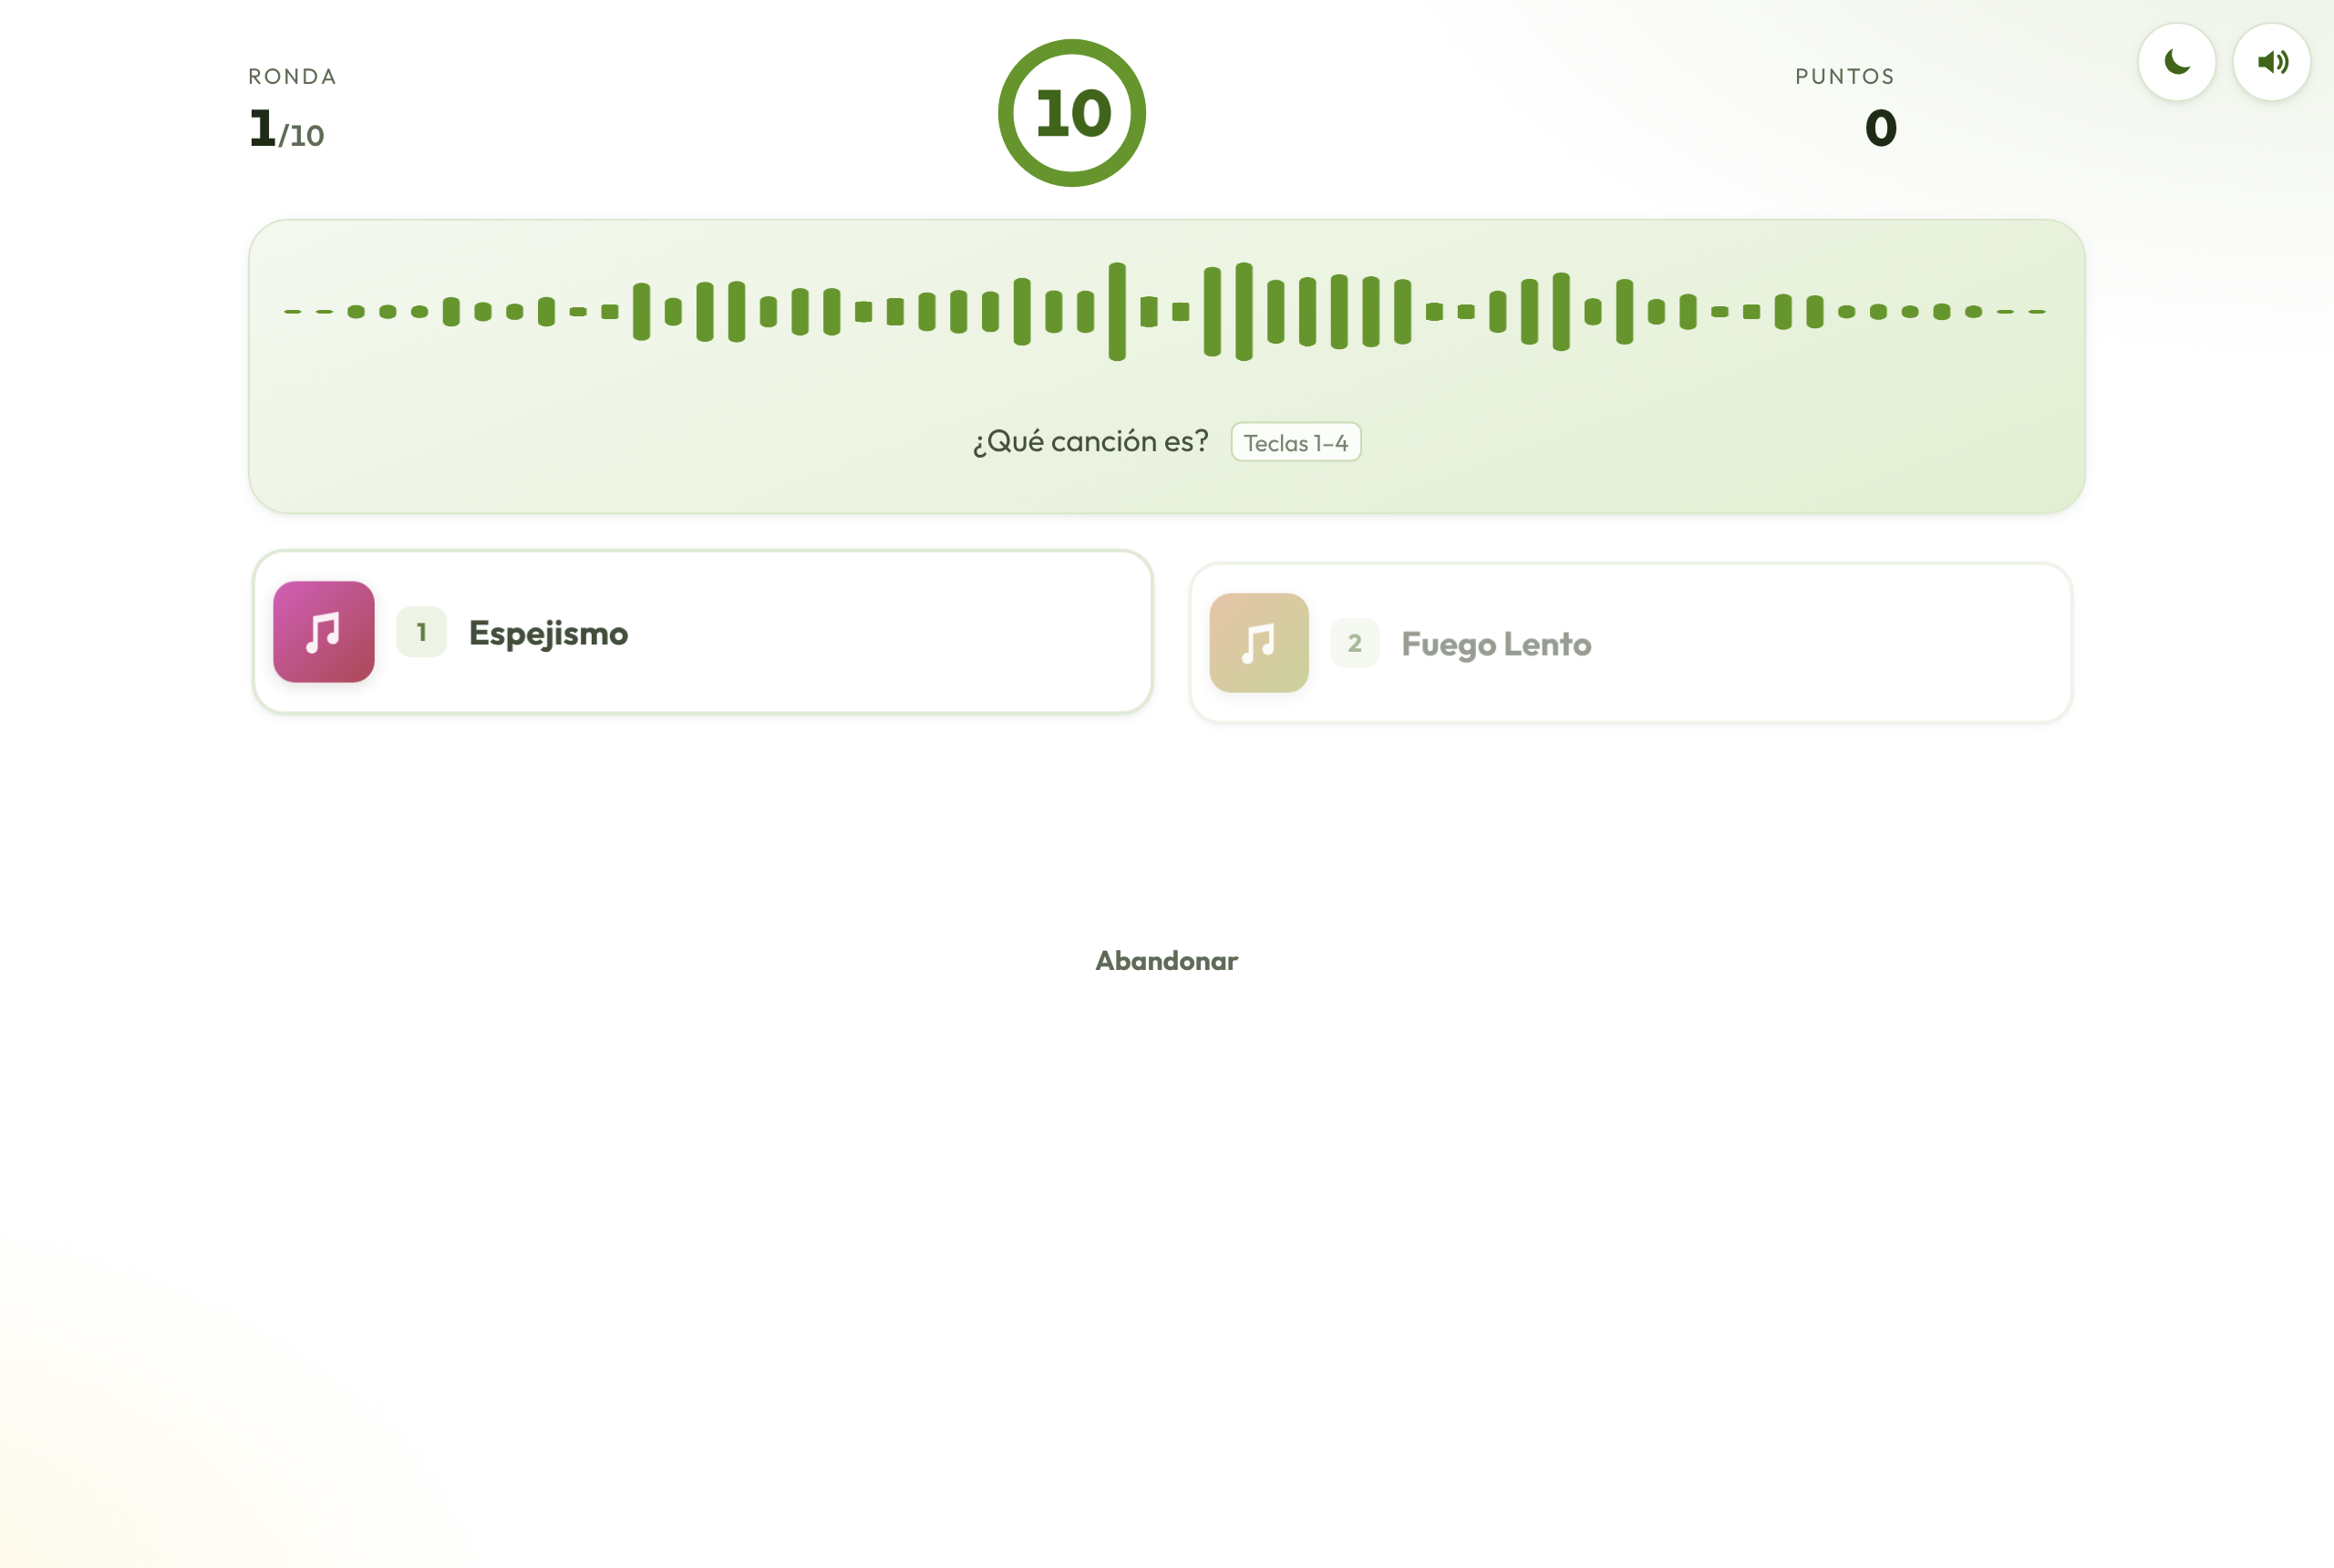 RONDA
1/10
10
PUNTOS
0
¿Qué canción es? Teclas 1–4
1 Espejismo
2 Fuego Lento
Abandonar